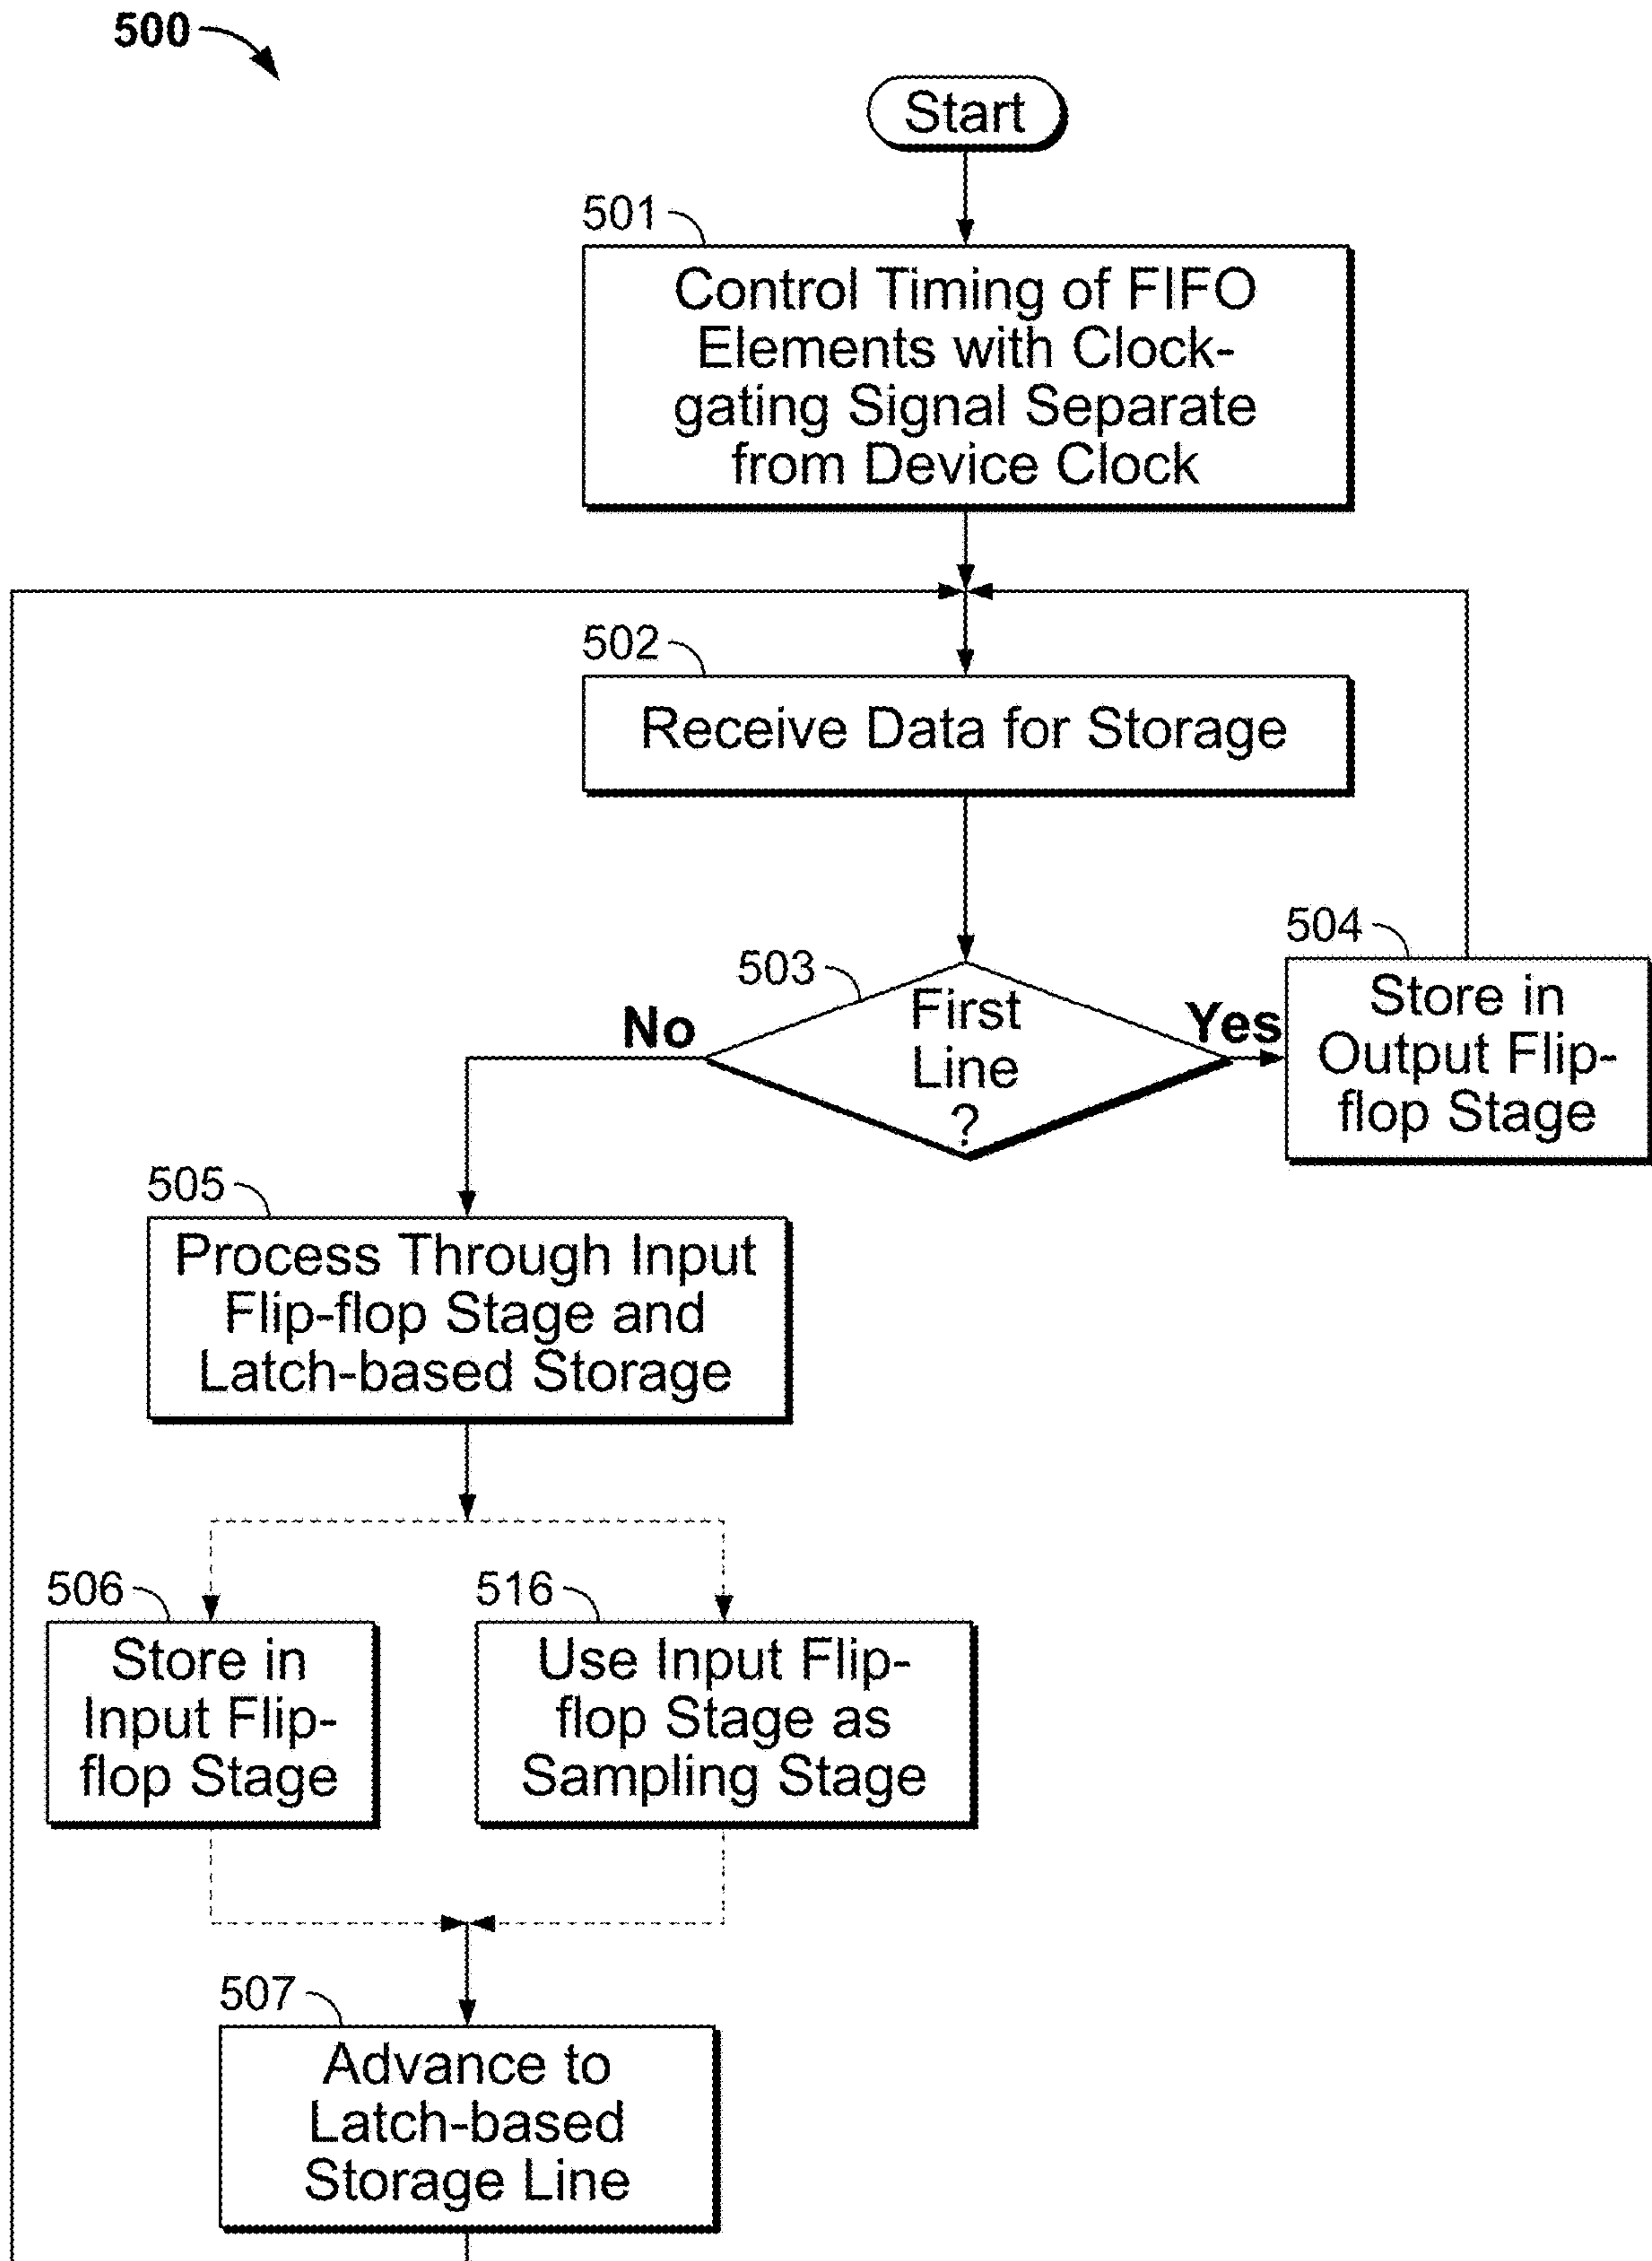 500
Start
501
Control Timing of FIFO
Elements with Clock-
gating Signal Separate
from Device Clock
502
Receive Data for Storage
503
First
Line
?
No
Yes
504
Store in
Output Flip-
flop Stage
505
Process Through Input
Flip-flop Stage and
Latch-based Storage
506
Store in
Input Flip-
flop Stage
516
Use Input Flip-
flop Stage as
Sampling Stage
507
Advance to
Latch-based
Storage Line